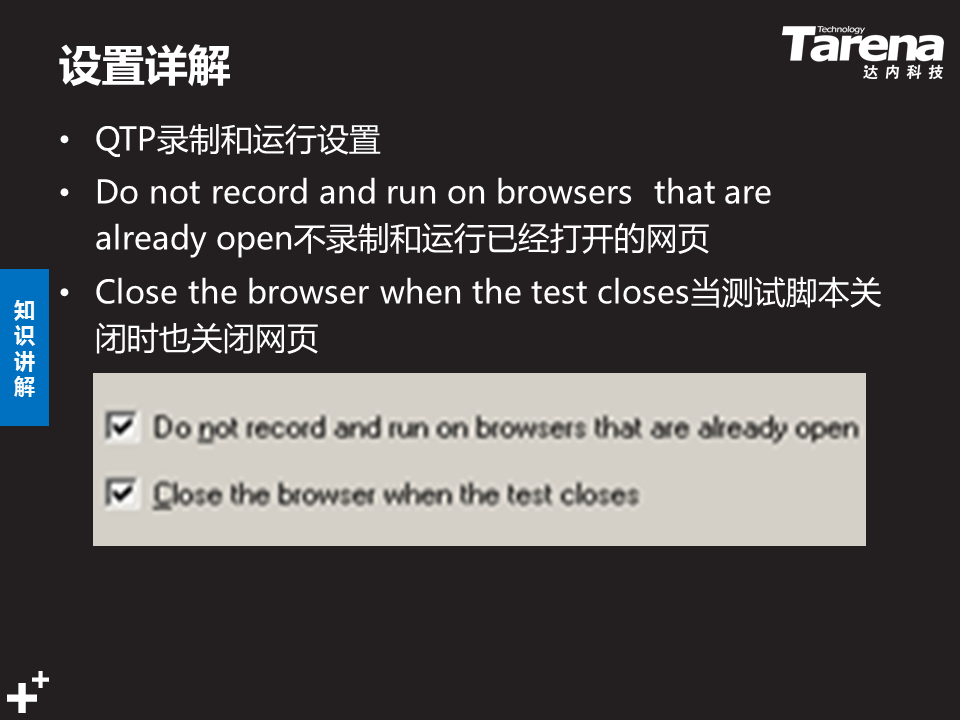 设置详解
Technology
Tarena
达内科技
• QTP录制和运行设置
• Do not record and run on browsers that are
already open不录制和运行已经打开的网页
• Close the browser when the test closes当测试脚本关
闭时也关闭网页
知识讲解
Do not record and run on browsers that are already open
Close the browser when the test closes